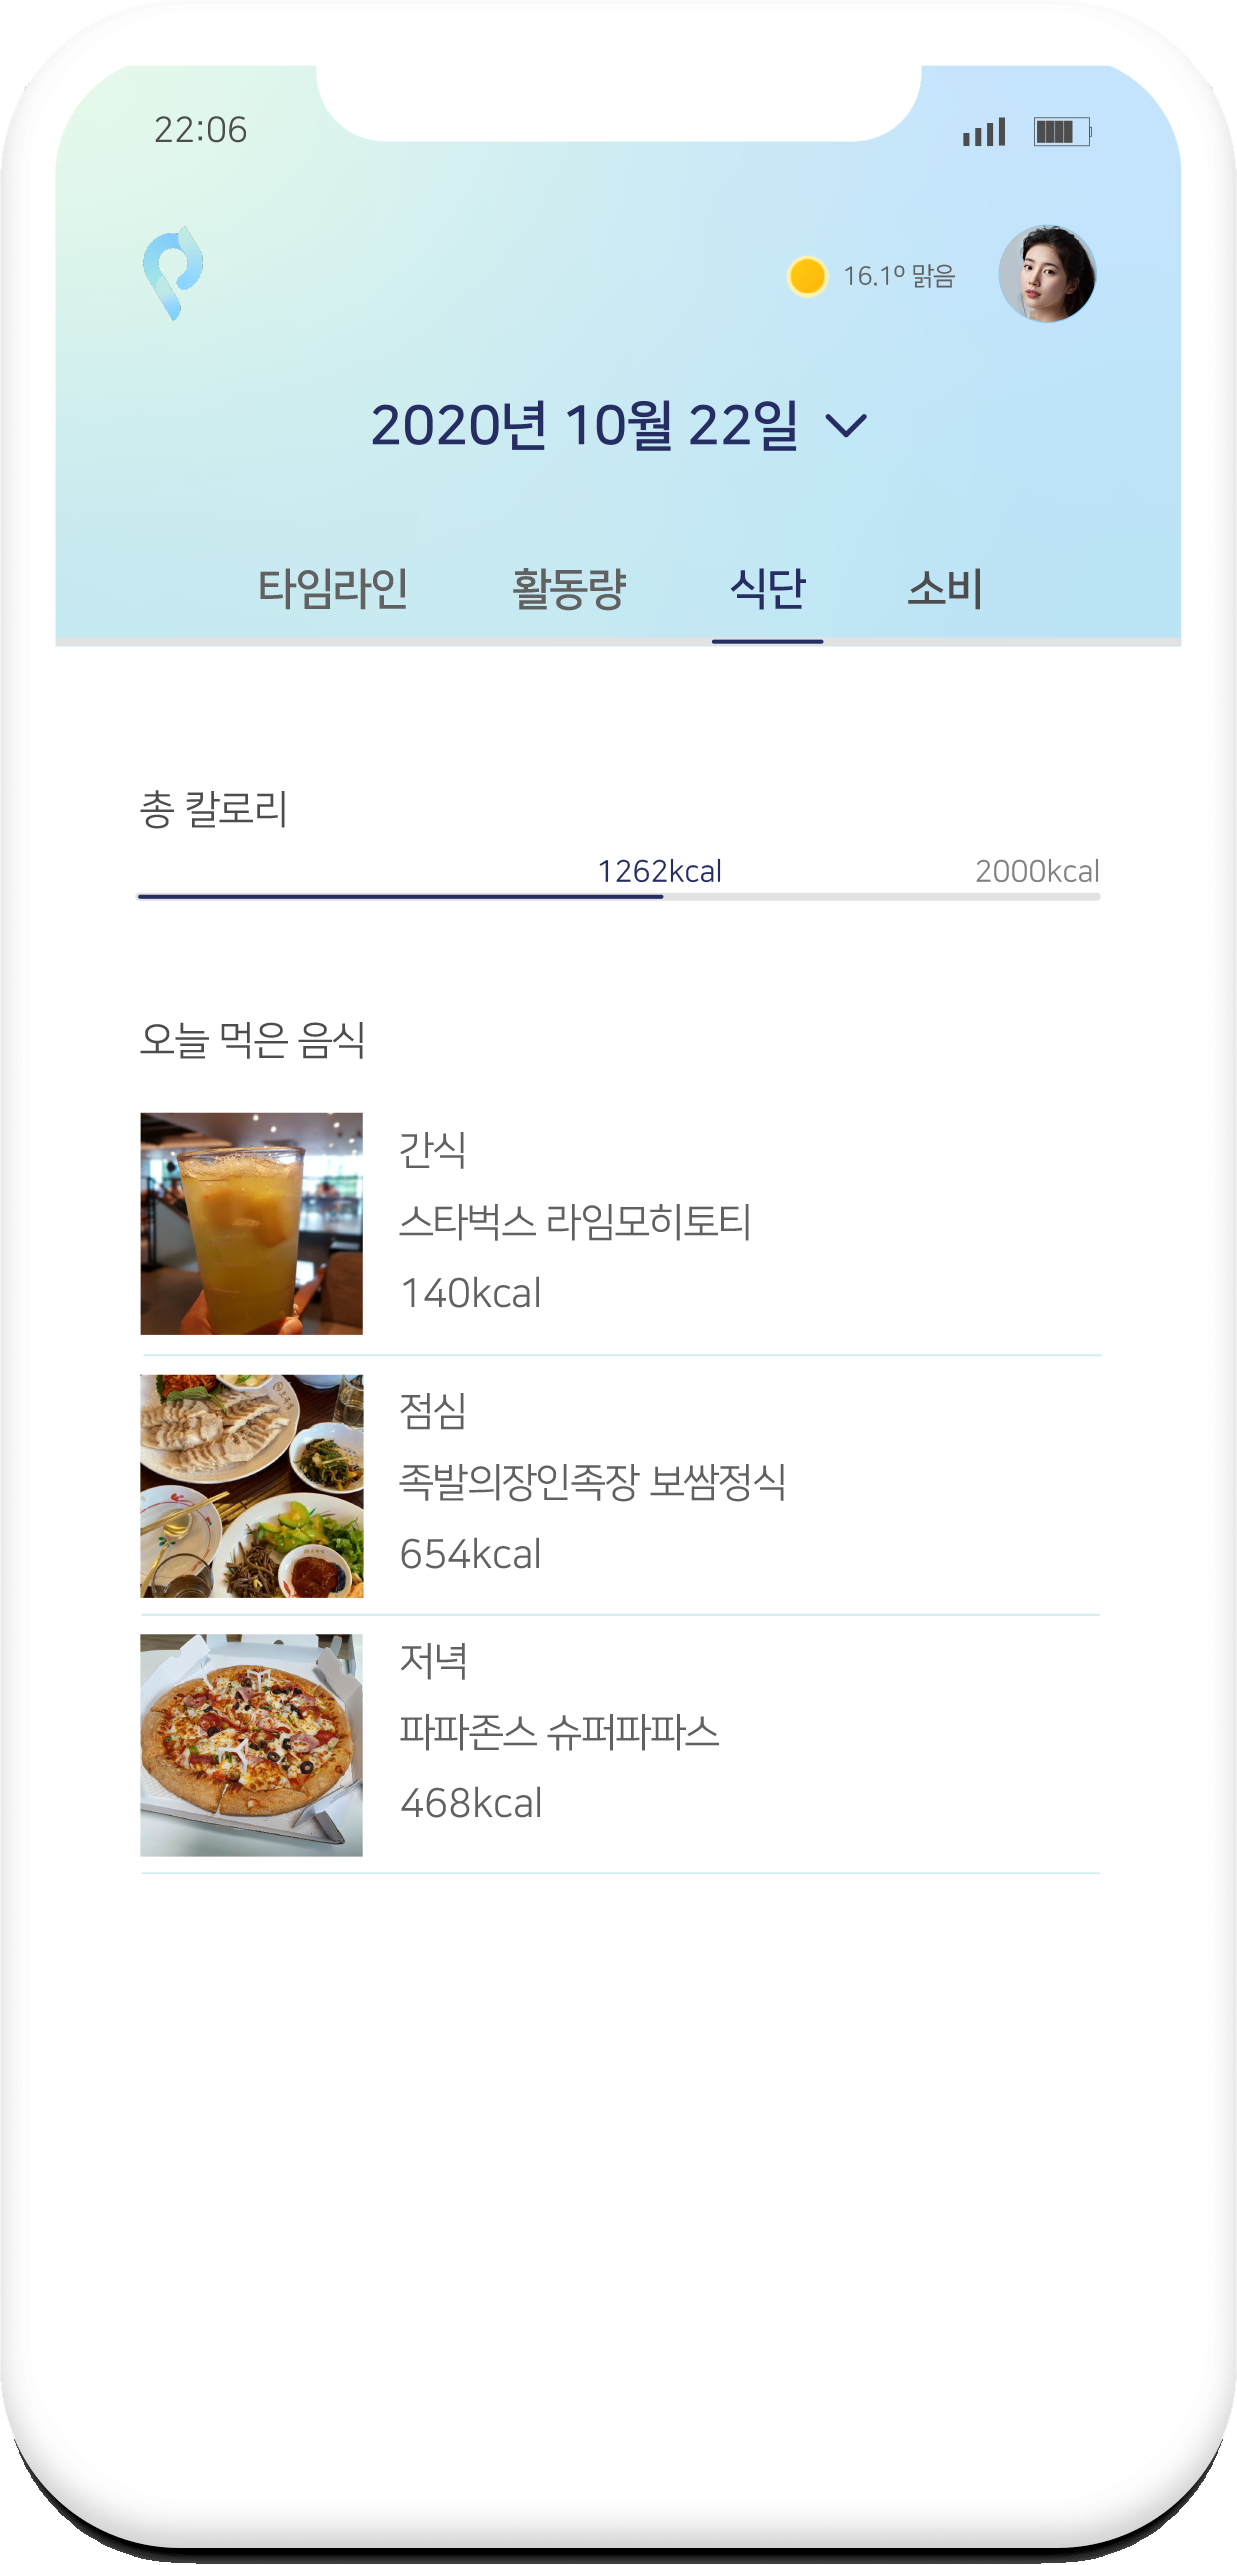 22:06
16.1º 맑음
2020년 10월 22일
타임라인 활동량 식단 소비
총 칼로리
1262kcal 2000kcal
오늘 먹은 음식
간식
스타벅스 라임모히토티
140kcal
점심
족발의장인족장 보쌈정식
654kcal
저녁
파파존스 슈퍼파파스
468kcal